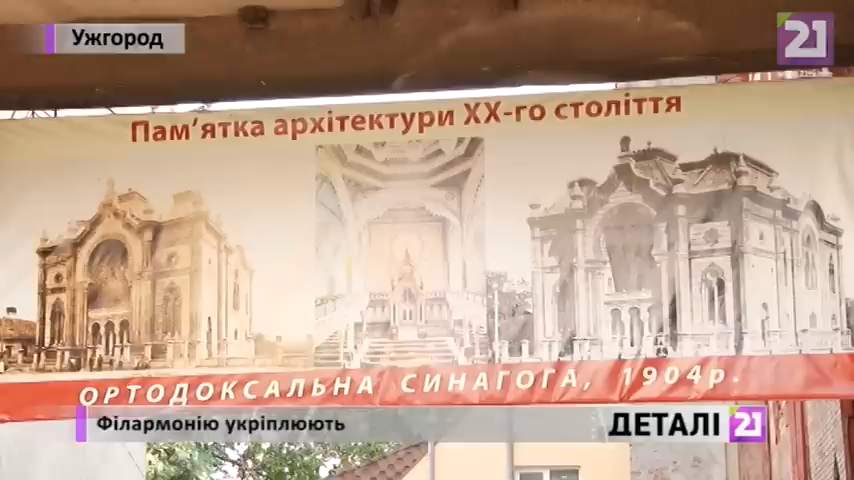 Ужгород
21
Пам'ятка архітектури XX-го століття
ОРТОДОКСАЛЬНА СИНАГОГА, 1904р.
Філармонію укріплюють
ДЕТАЛІ 21